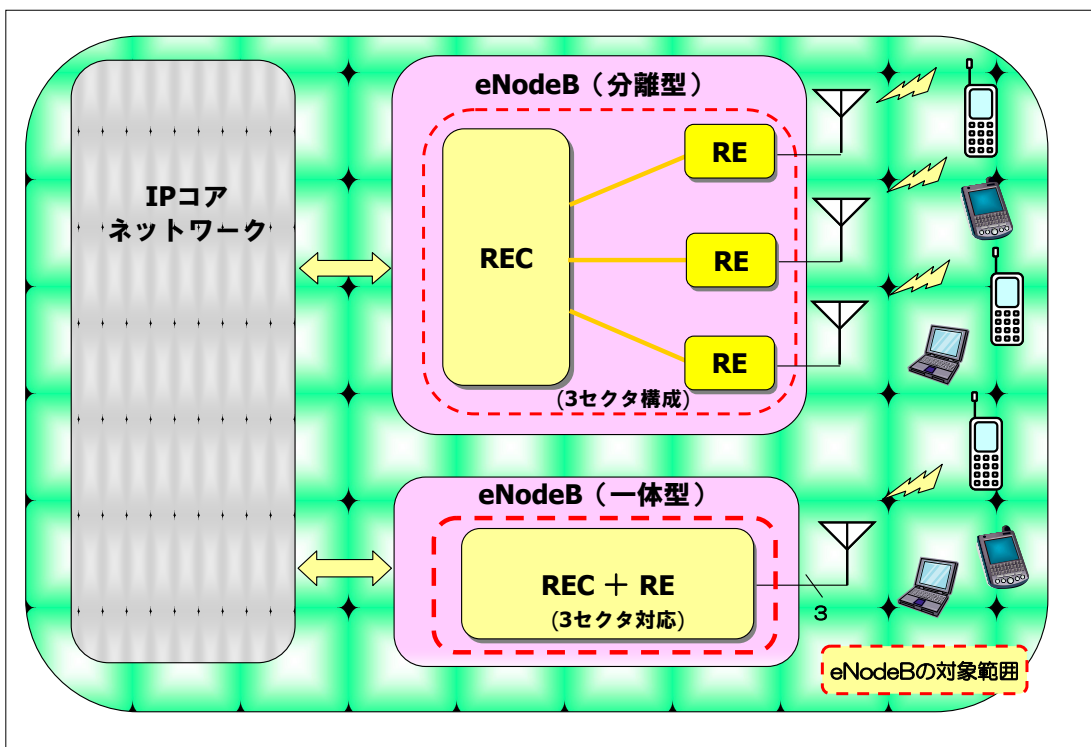 IPコア
ネットワーク
eNodeB（分離型）
REC
RE
RE
RE
(3セクタ構成)
eNodeB（一体型）
REC ＋ RE
(3セクタ対応)
3
eNodeBの対象範囲